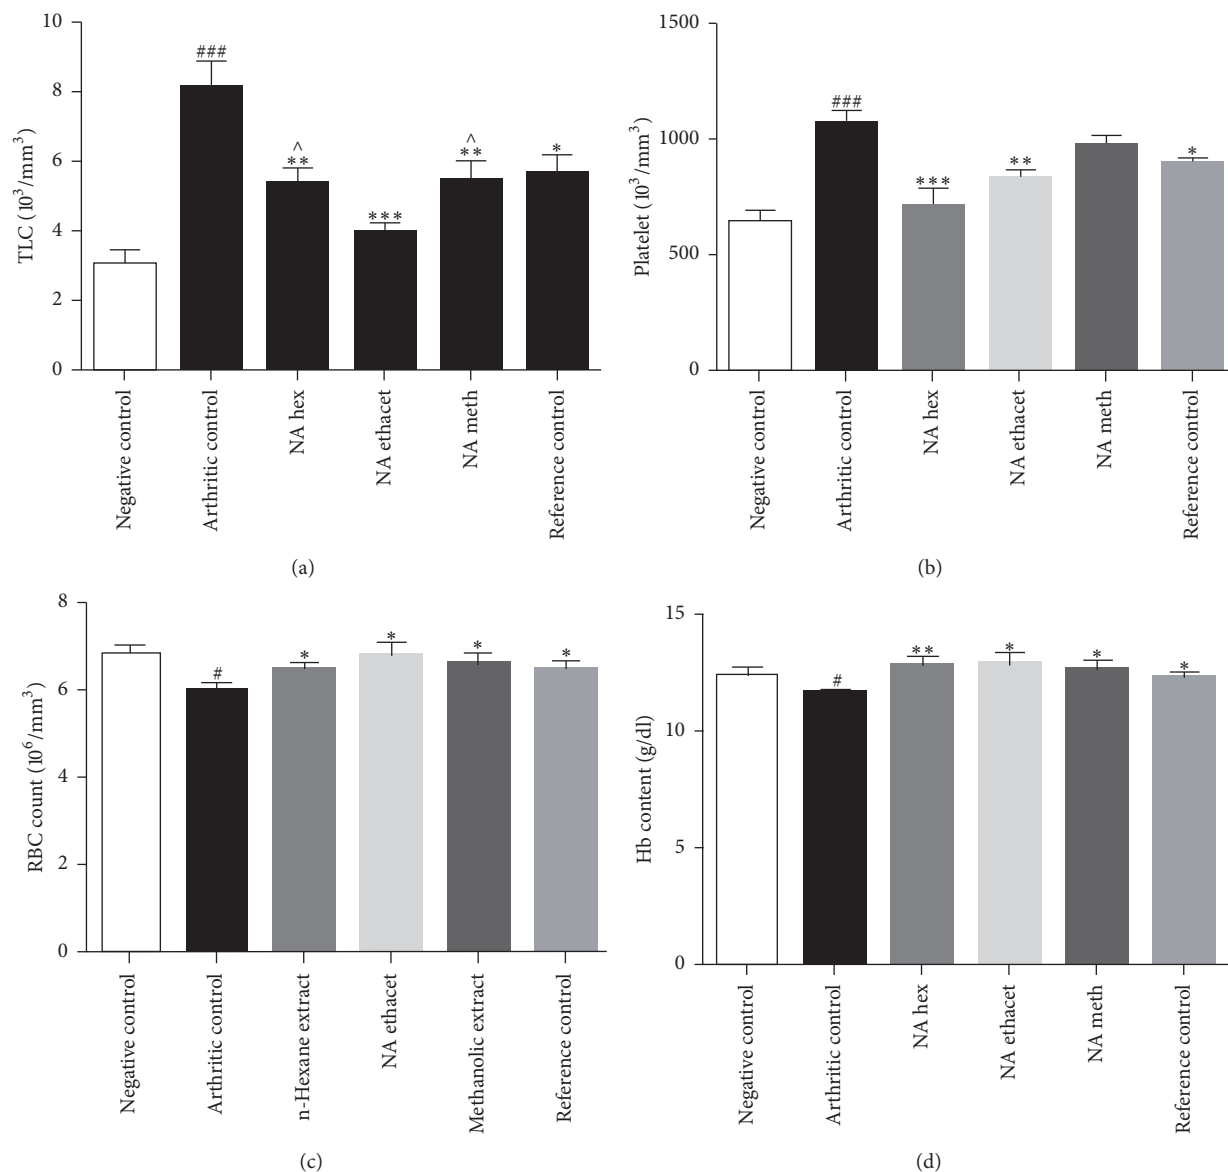 TLC (10³/mm³)
10
8
6
4
2
0
###
^
**
***
^
**
*
Negative control
Arthritic control
NA hex
NA ethacet
NA meth
Reference control
(a)
Platelet (10³/mm³)
1500
1000
500
0
###
***
**
*
Negative control
Arthritic control
NA hex
NA ethacet
NA meth
Reference control
(b)
RBC count (10⁶/mm³)
8
6
4
2
0
#
*
*
*
*
Negative control
Arthritic control
n-Hexane extract
NA ethacet
Methanolic extract
Reference control
(c)
Hb content (g/dl)
15
10
5
0
#
**
*
*
*
Negative control
Arthritic control
NA hex
NA ethacet
NA meth
Reference control
(d)